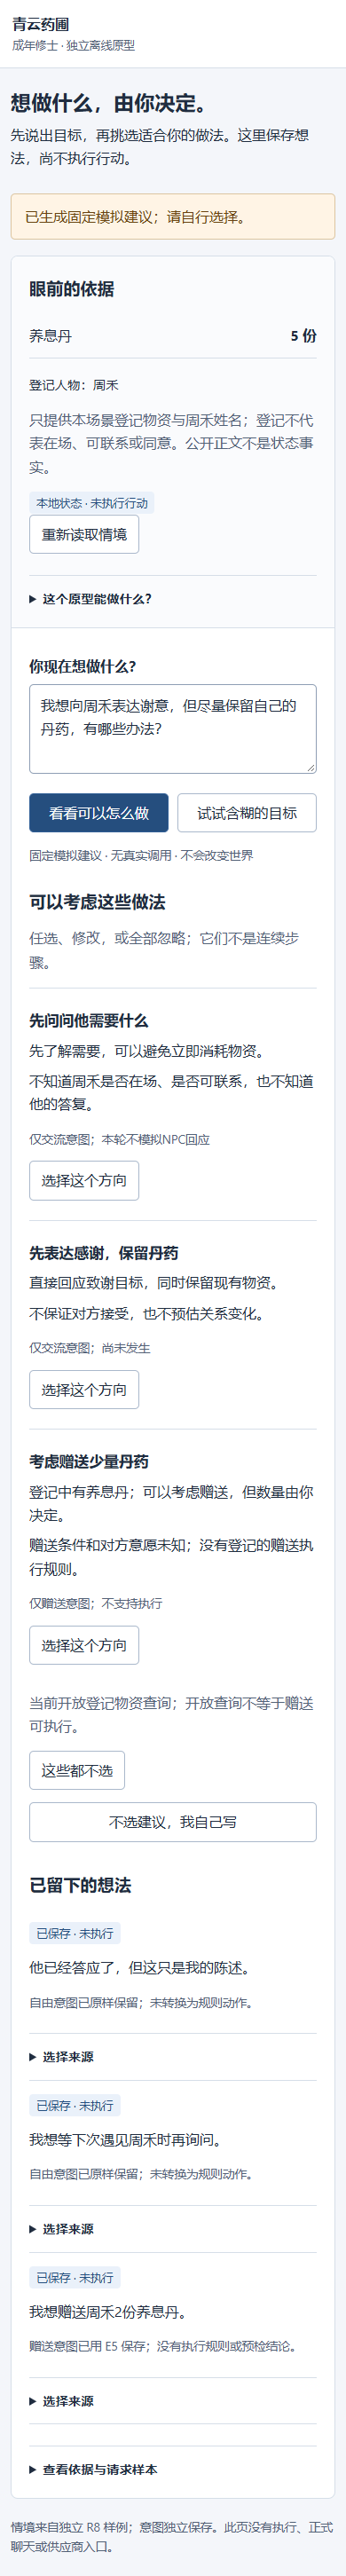 青云药圃
成年修士 · 独立离线原型
想做什么，由你决定。
先说出目标，再挑选适合你的做法。这里保存想
法，尚不执行行动。
已生成固定模拟建议；请自行选择。
眼前的依据
养息丹 5 份
登记人物：周禾
只提供本场景登记物资与周禾姓名；登记不代
表在场、可联系或同意。公开正文不是状态事
实。
本地状态 · 未执行行动
重新读取情境
▶ 这个原型能做什么？
你现在想做什么？
我想向周禾表达谢意，但尽量保留自己的
丹药，有哪些办法？
看看可以怎么做 试试含糊的目标
固定模拟建议 · 无真实调用 · 不会改变世界
可以考虑这些做法
任选、修改，或全部忽略；它们不是连续步
骤。
先问问他需要什么
先了解需要，可以避免立即消耗物资。
不知道周禾是否在场、是否可联系，也不知道
他的答复。
仅交流意图；本轮不模拟NPC回应
选择这个方向
先表达感谢，保留丹药
直接回应致谢目标，同时保留现有物资。
不保证对方接受，也不预估关系变化。
仅交流意图；尚未发生
选择这个方向
考虑赠送少量丹药
登记中有养息丹；可以考虑赠送，但数量由你
决定。
赠送条件和对方意愿未知；没有登记的赠送执
行规则。
仅赠送意图；不支持执行
选择这个方向
当前开放登记物资查询；开放查询不等于赠送
可执行。
这些都不选
不选建议，我自己写
已留下的想法
已保存 · 未执行
他已经答应了，但这只是我的陈述。
自由意图已原样保留；未转换为规则动作。
▶ 选择来源
已保存 · 未执行
我想等下次遇见周禾时再询问。
自由意图已原样保留；未转换为规则动作。
▶ 选择来源
已保存 · 未执行
我想赠送周禾2份养息丹。
赠送意图已用 E5 保存；没有执行规则或预检结论。
▶ 选择来源
▶ 查看依据与请求样本
情境来自独立 R8 样例；意图独立保存。此页没有执行、正式
聊天或供应商入口。